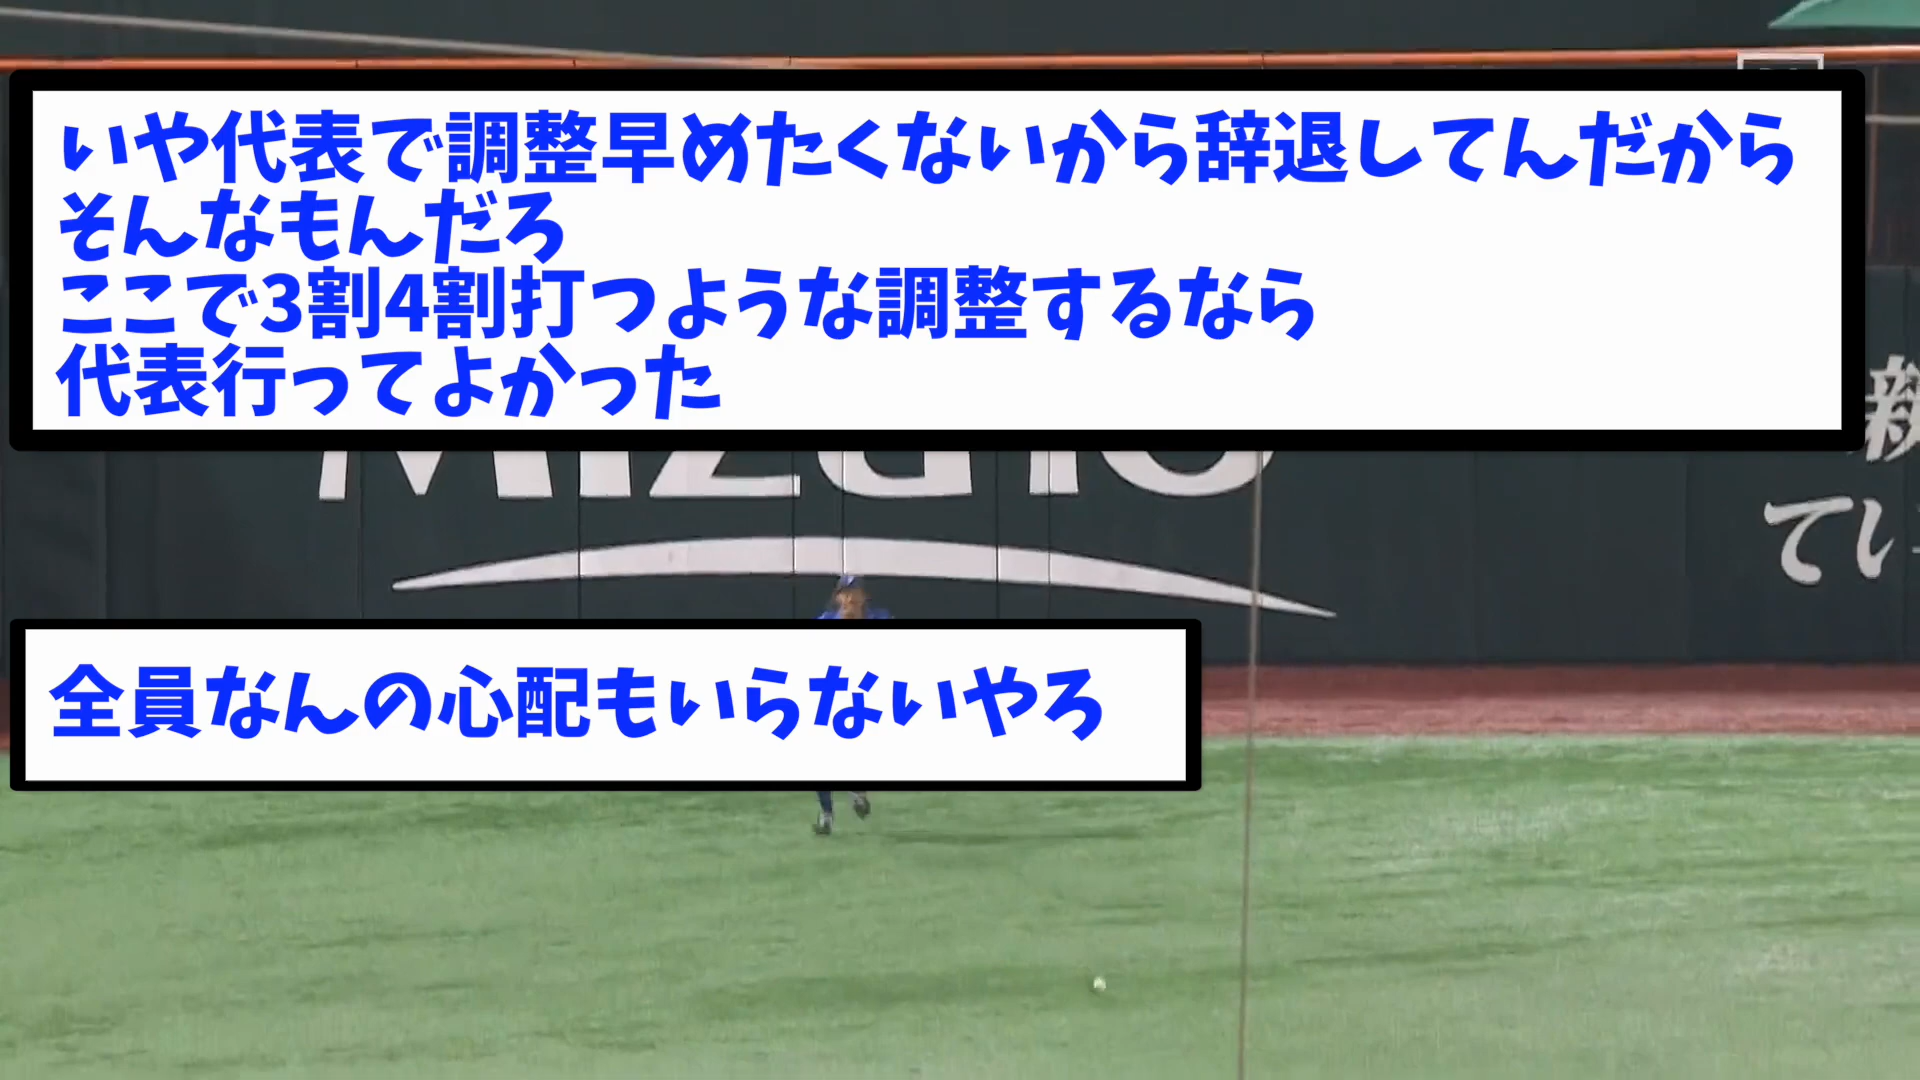 いや代表で調整早めたくないから辞退してんだから
そんなもんだろ
ここで3割4割打つような調整するなら
代表行ってよかった
MIZUNO
てい
全員なんの心配もいらないやろ